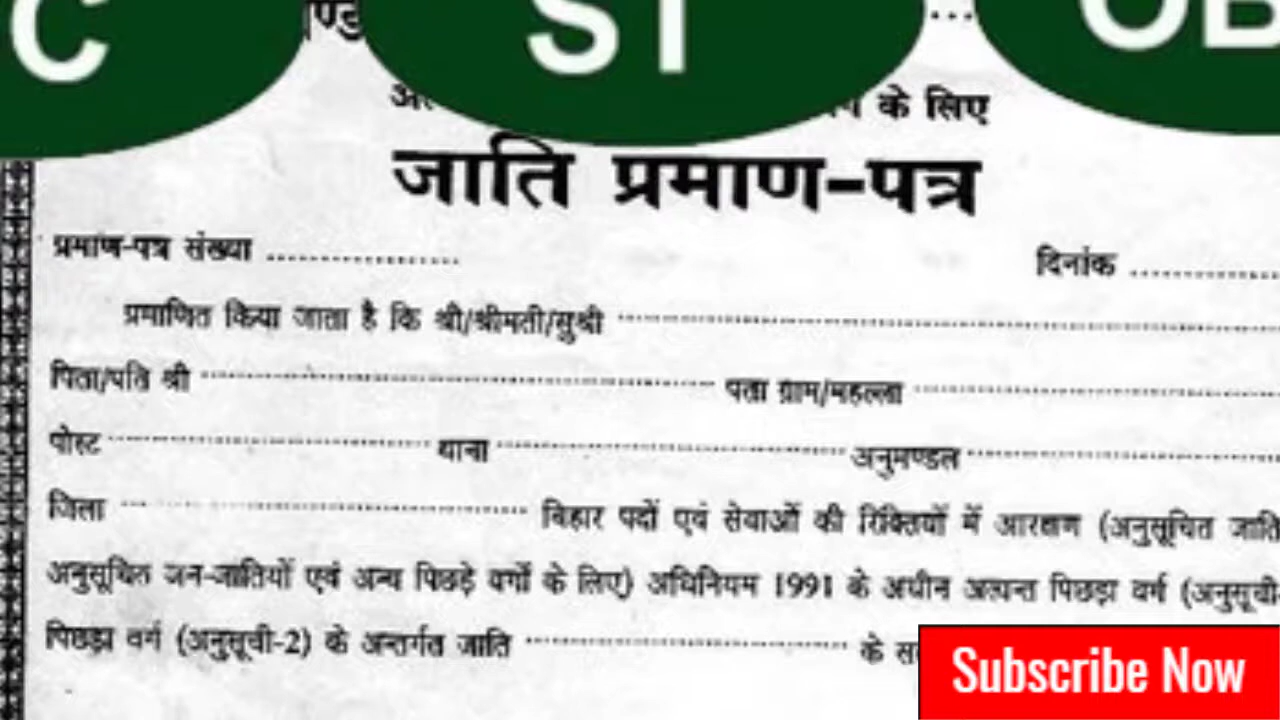 C ST OB
के लिए
जाति प्रमाण-पत्र
प्रमाण-पत्र संख्या .................... दिनांक ....................
प्रमाणित किया जाता है कि श्री/श्रीमती/सुश्री ....................
पिता/पति श्री .................... पता ग्राम/महल्ला ....................
पोस्ट .................... थाना .................... अनुमण्डल ....................
जिला .................... विहार पदों एवं सेवाओं की रिक्तियों में आरक्षण (अनुसूचित जाति
अनुसूचित जन-जातियों एवं अन्य पिछड़े वर्गों के लिए) अधिनियम 1991 के अधीन अत्यन्त पिछड़ा वर्ग (अनुसूची-
पिछड़ा वर्ग (अनुसूची-2) के अन्तर्गत जाति .................... के
Subscribe Now